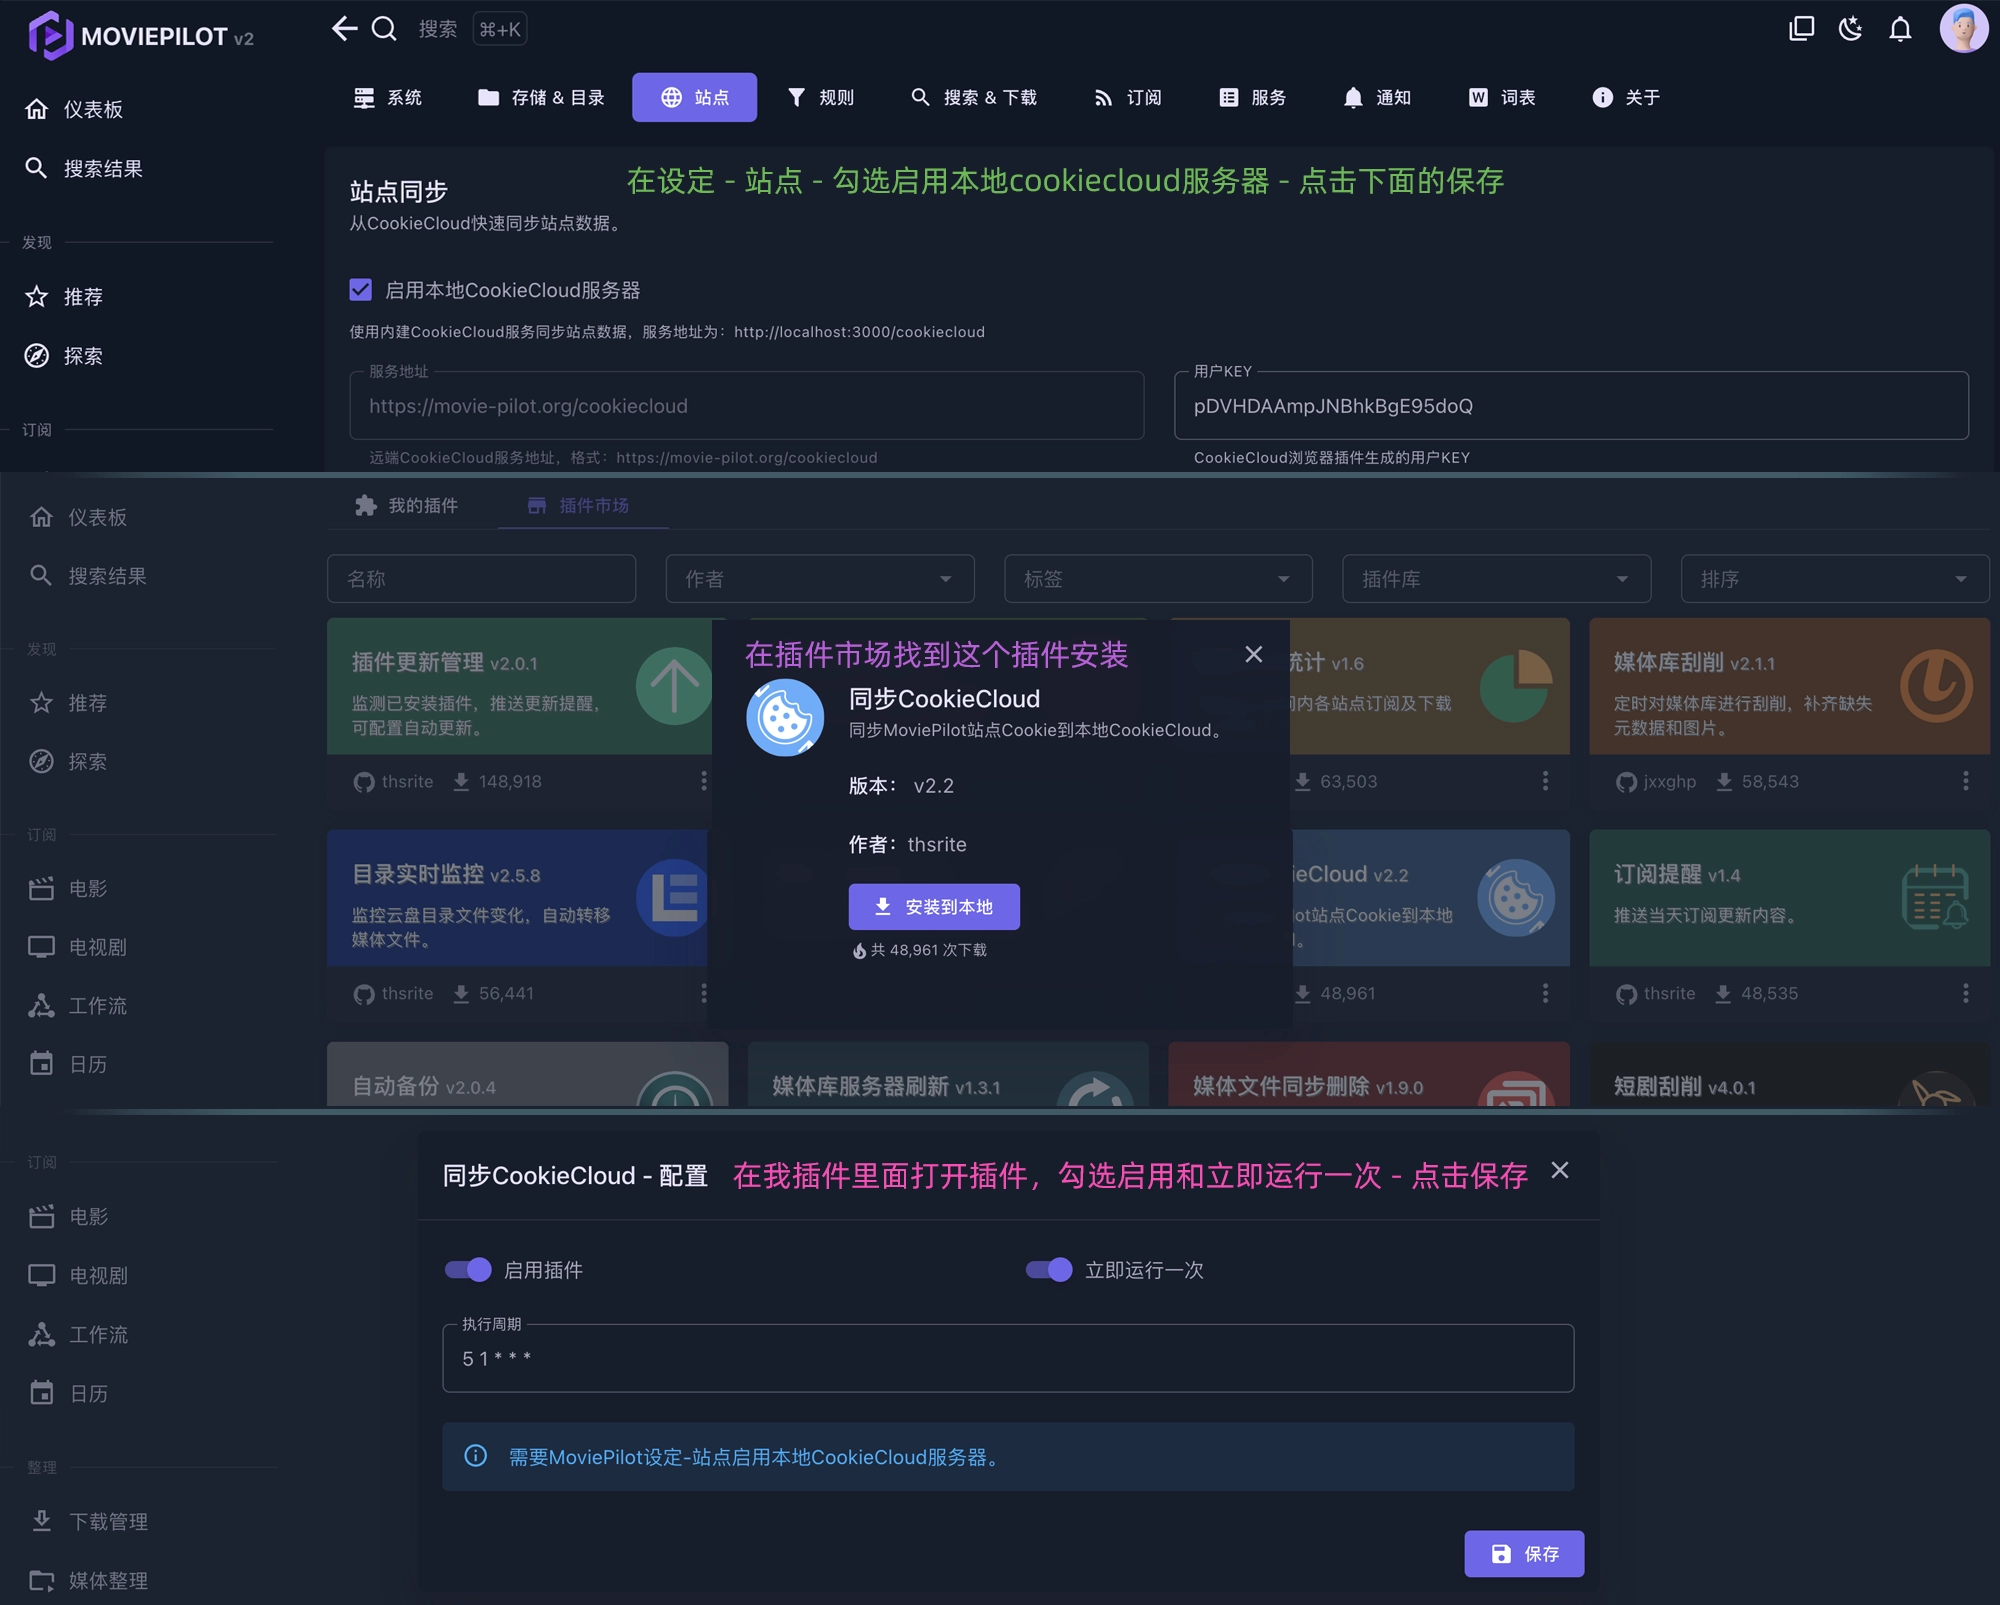 MOVIEPILOT v2
搜索 ⌘+K
仪表板
搜索结果
发现
推荐
探索
订阅
系统
存储 & 目录
站点
规则
搜索 & 下载
订阅
服务
通知
词表
关于
在设定 - 站点 - 勾选启用本地cookiecloud服务器 - 点击下面的保存
站点同步
从CookieCloud快速同步站点数据。
启用本地CookieCloud服务器
使用内建CookieCloud服务同步站点数据，服务地址为：http://localhost:3000/cookiecloud
服务地址
https://movie-pilot.org/cookiecloud
远端CookieCloud服务地址，格式：https://movie-pilot.org/cookiecloud
用户KEY
pDVHDAAmpJNBhkBgE95doQ
CookieCloud浏览器插件生成的用户KEY
仪表板
搜索结果
发现
推荐
探索
订阅
电影
电视剧
工作流
日历
我的插件
插件市场
名称
作者
标签
插件库
排序
插件更新管理 v2.0.1
监测已安装插件，推送更新提醒，
可配置自动更新。
thsrite 148,918
在插件市场找到这个插件安装
同步CookieCloud
同步MoviePilot站点Cookie到本地CookieCloud。
版本： v2.2
作者： thsrite
安装到本地
共 48,961 次下载
统计 v1.6
间内各站点订阅及下载
63,503
媒体库刮削 v2.1.1
定时对媒体库进行刮削，补齐缺失
元数据和图片。
jxxghp 58,543
目录实时监控 v2.5.8
监控云盘目录文件变化，自动转移
媒体文件。
thsrite 56,441
ieCloud v2.2
lot站点Cookie到本地
。
48,961
订阅提醒 v1.4
推送当天订阅更新内容。
thsrite 48,535
自动备份 v2.0.4
媒体库服务器刷新 v1.3.1
媒体文件同步删除 v1.9.0
短剧刮削 v4.0.1
订阅
电影
电视剧
工作流
日历
整理
下载管理
媒体整理
同步CookieCloud - 配置
在我插件里面打开插件，勾选启用和立即运行一次 - 点击保存
启用插件
立即运行一次
执行周期
5 1 * * *
需要MoviePilot设定-站点启用本地CookieCloud服务器。
保存